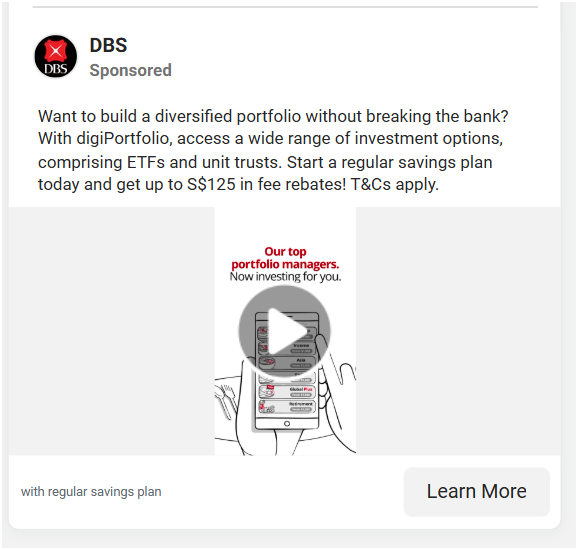 DBS
DBS
Sponsored
Want to build a diversified portfolio without breaking the bank?
With digiPortfolio, access a wide range of investment options,
comprising ETFs and unit trusts. Start a regular savings plan
today and get up to S$125 in fee rebates! T&Cs apply.
Our top
portfolio managers.
Now investing for you.
Income
Asia
Global Plus
Retirement
with regular savings plan
Learn More